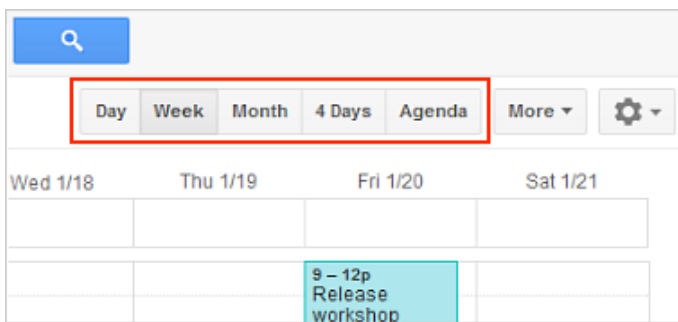 Day Week Month 4 Days Agenda More
Wed 1/18 Thu 1/19 Fri 1/20 Sat 1/21
9 – 12p
Release
workshop